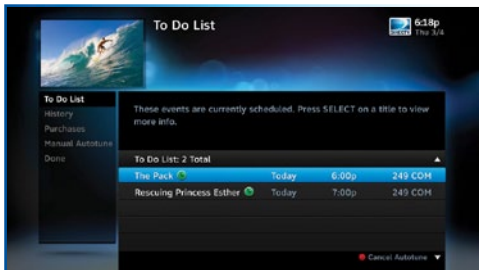 To Do List
DIRECTV
6:18p
Thu 3/4
To Do List
History
Purchases
Manual Autotune
Done
These events are currently scheduled. Press SELECT on a title to view
more info.
To Do List: 2 Total
The Pack Today 6:00p 249 COM
Rescuing Princess Esther Today 7:00p 249 COM
Cancel Autotune